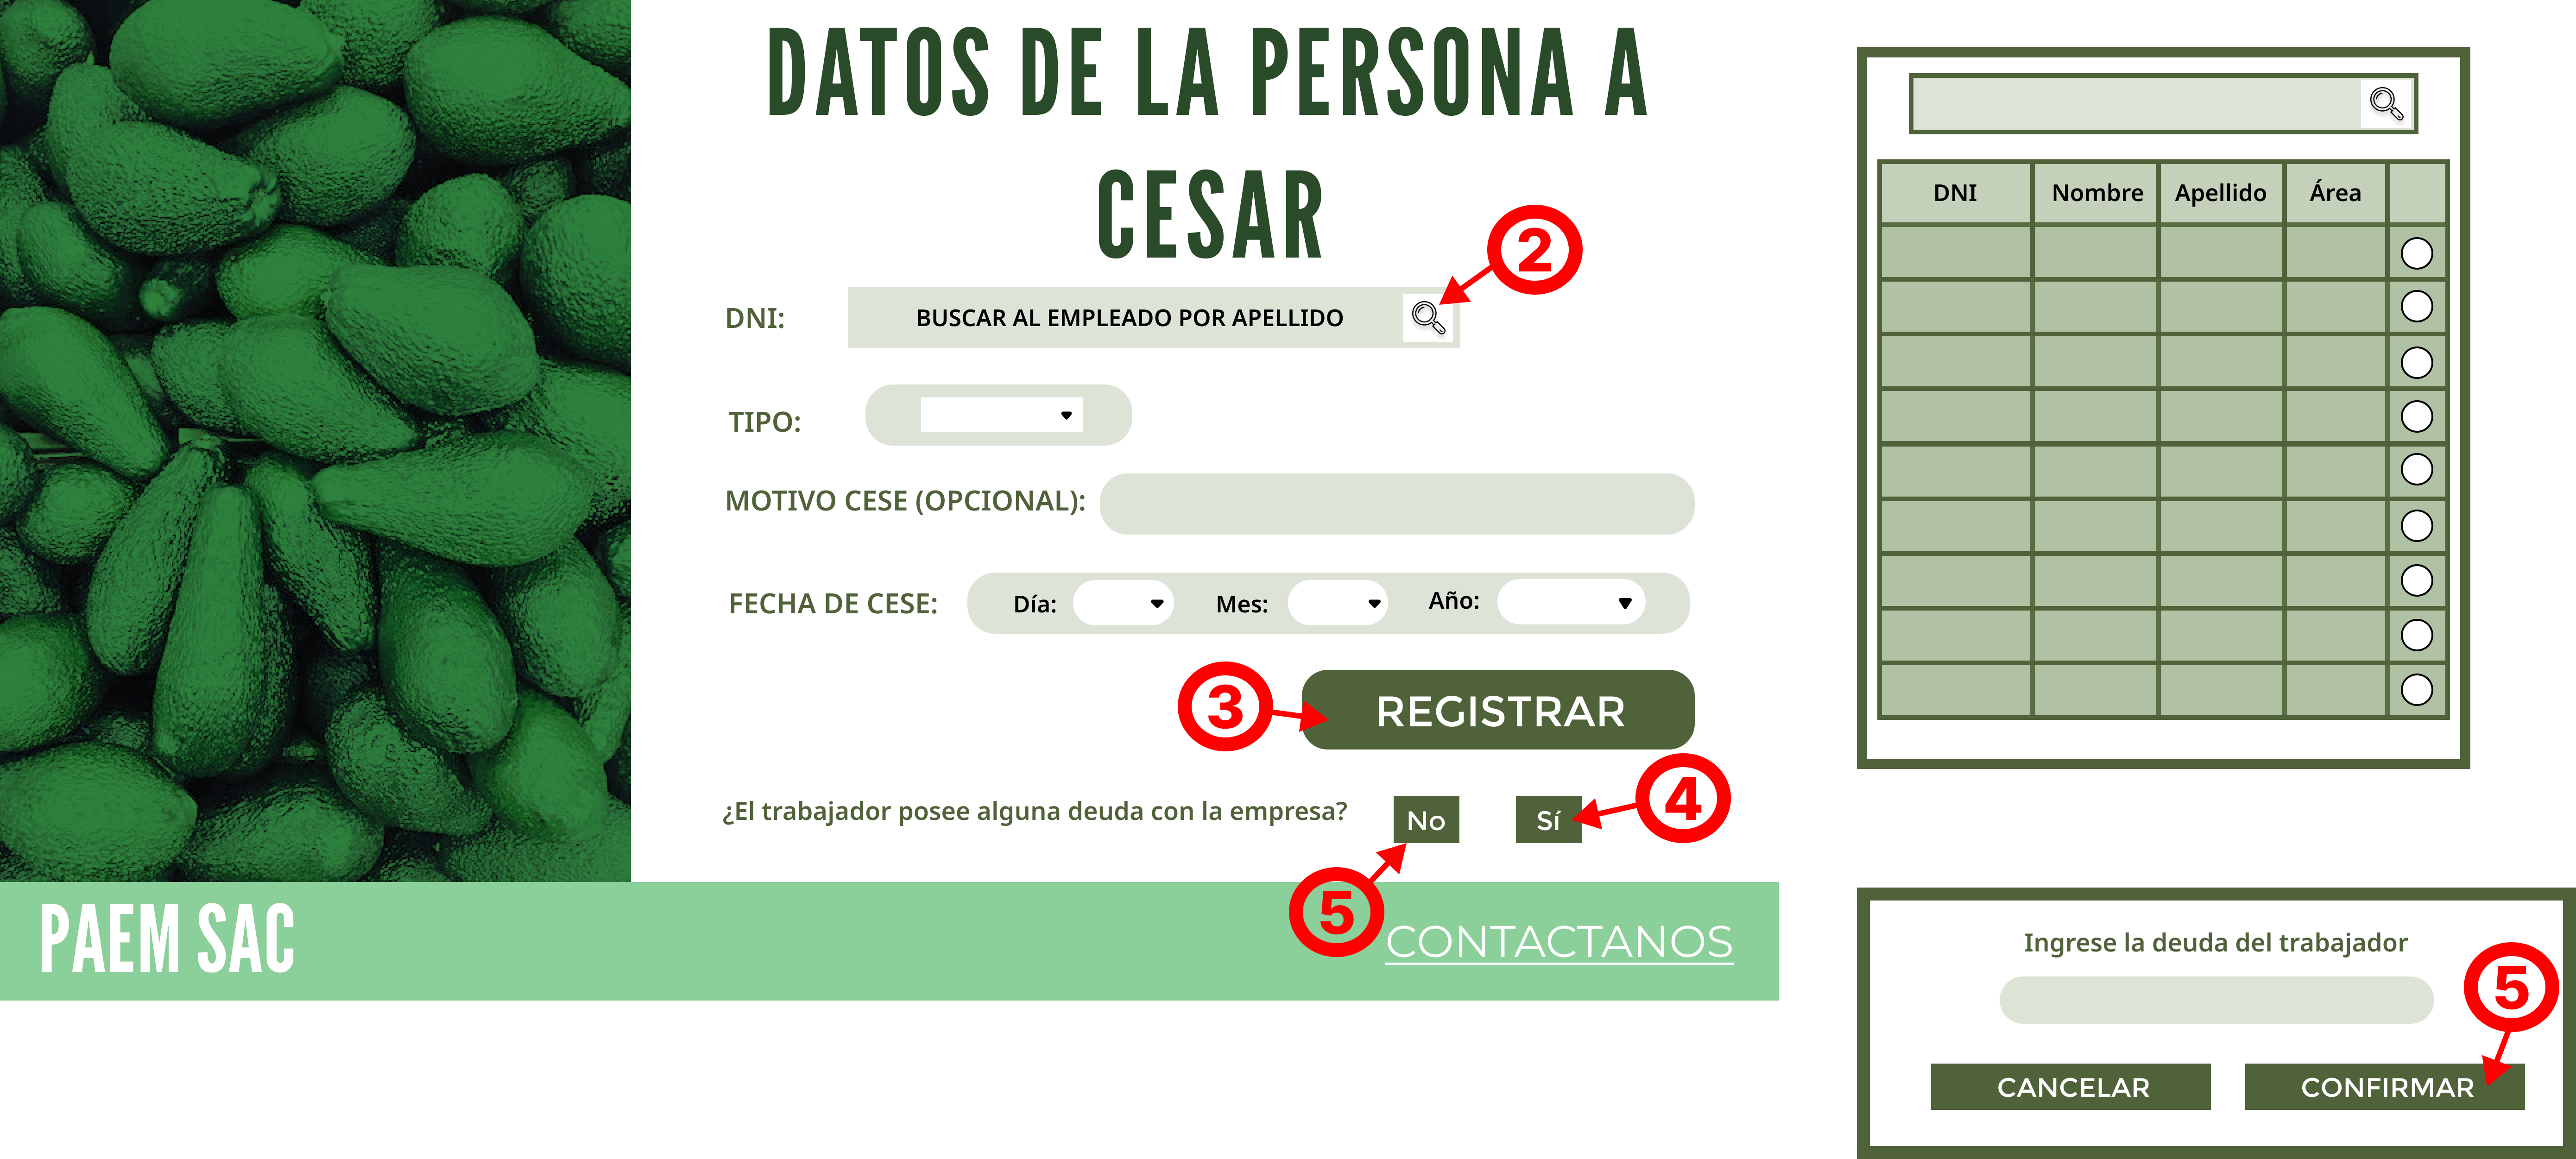 DATOS DE LA PERSONA A
CESAR
2
DNI:
BUSCAR AL EMPLEADO POR APELLIDO
TIPO:
MOTIVO CESE (OPCIONAL):
FECHA DE CESE:
Día:
Mes:
Año:
3
REGISTRAR
4
¿El trabajador posee alguna deuda con la empresa?
No
Sí
5
PAEM SAC
CONTACTANOS
DNI
Nombre
Apellido
Área
Ingrese la deuda del trabajador
5
CANCELAR
CONFIRMAR